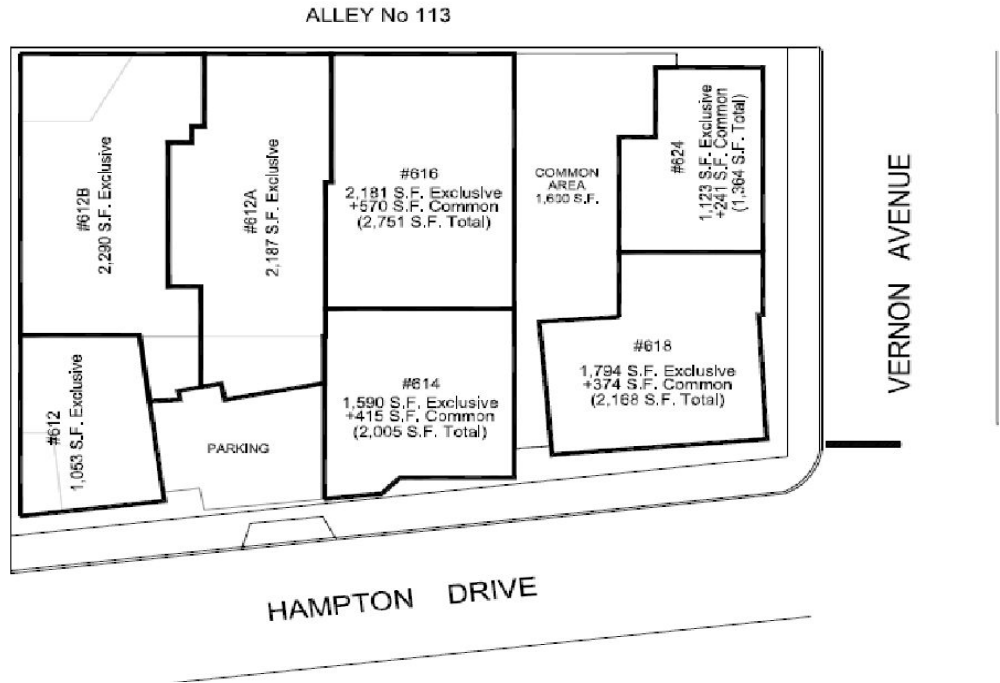 ALLEY No 113
#612B
2,290 S.F. Exclusive
#612A
2,187 S.F. Exclusive
#616
2,181 S.F. Exclusive
+570 S.F. Common
(2,751 S.F. Total)
COMMON
AREA
1,600 S.F.
#624
1,123 S.F. Exclusive
+241 S.F. Common
(1,364 S.F. Total)
VERNON AVENUE
#612
1,053 S.F. Exclusive
PARKING
#614
1,590 S.F. Exclusive
+415 S.F. Common
(2,005 S.F. Total)
#618
1,794 S.F. Exclusive
+374 S.F. Common
(2,168 S.F. Total)
HAMPTON DRIVE